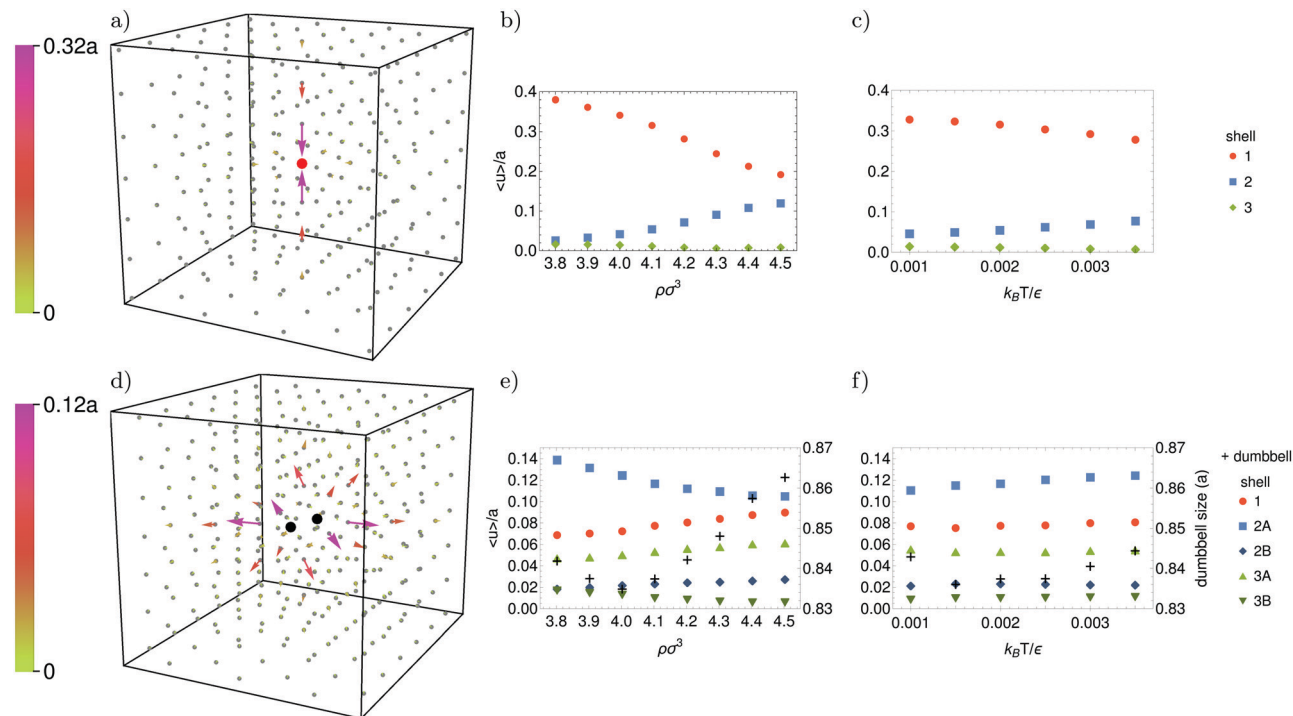 a)
0.32a
0
b)
<u>/a
0.4
0.3
0.2
0.1
0.0
3.8 3.9 4.0 4.1 4.2 4.3 4.4 4.5
ρσ³
c)
0.4
0.3
0.2
0.1
0.0
0.001 0.002 0.003
k_BT/ϵ
shell
1
2
3
d)
0.12a
0
e)
<u>/a
0.14
0.12
0.10
0.08
0.06
0.04
0.02
0.00
0.87
0.86
0.85
0.84
0.83
3.8 3.9 4.0 4.1 4.2 4.3 4.4 4.5
ρσ³
f)
0.14
0.12
0.10
0.08
0.06
0.04
0.02
0.00
0.87
0.86
0.85
0.84
0.83
dumbbell size (a)
0.001 0.002 0.003
k_BT/ϵ
+ dumbbell
shell
1
2A
2B
3A
3B